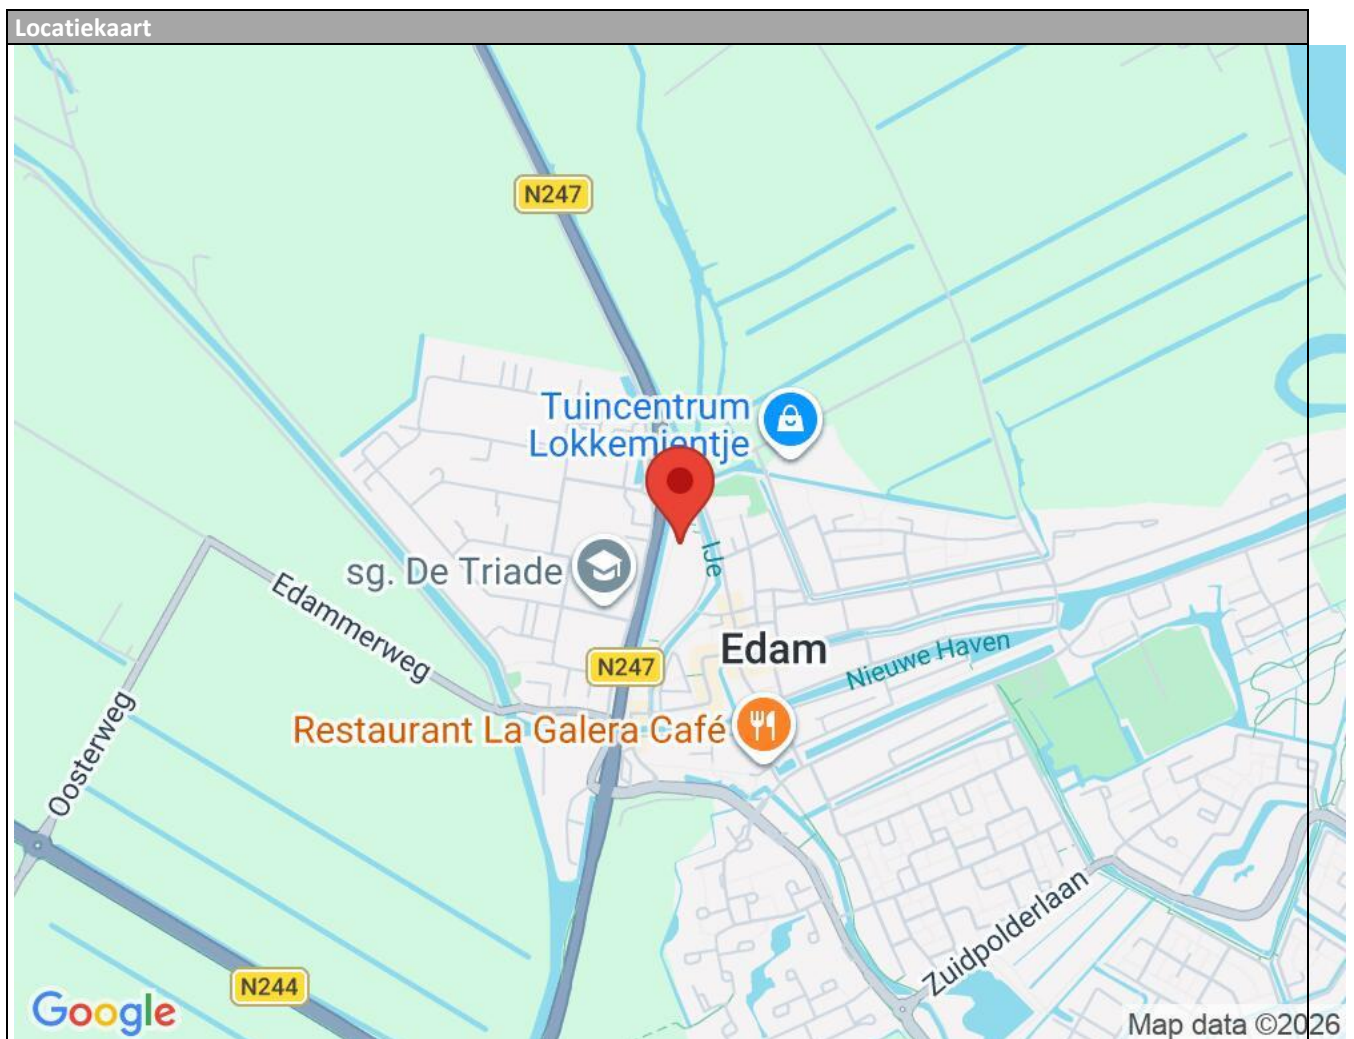 Locatiekaart
N247
Tuincentrum
Lokkemientje
IJe
sg. De Triade
Edammerweg
Edam
N247
Nieuwe Haven
Restaurant La Galera Café
Oosterweg
Zuidpolderlaan
N244
Google
Map data ©2026